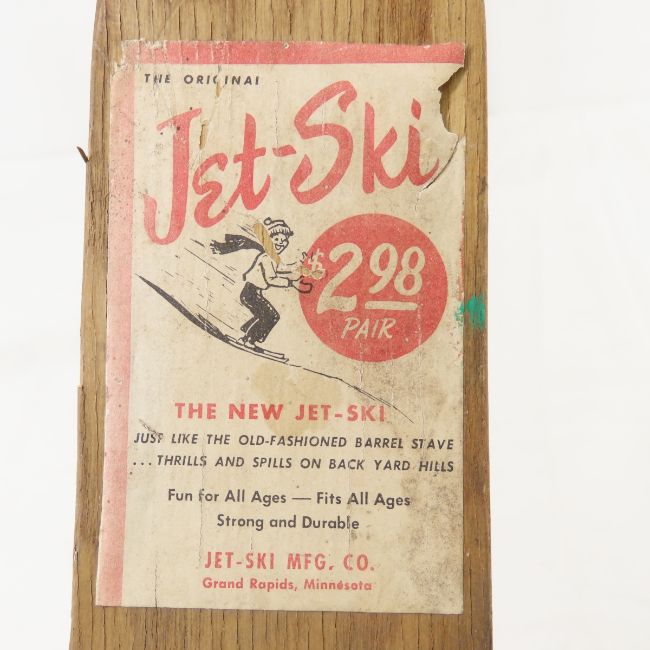 THE ORIGINAL
Jet-Ski
$2.98
PAIR
THE NEW JET-SKI
JUST LIKE THE OLD-FASHIONED BARREL STAVE
...THRILLS AND SPILLS ON BACK YARD HILLS
Fun for All Ages — Fits All Ages
Strong and Durable
JET-SKI MFG. CO.
Grand Rapids, Minnesota